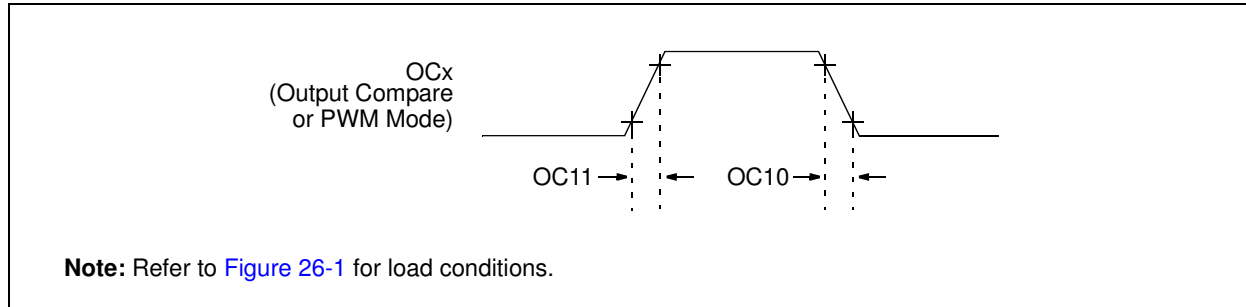 OCx
(Output Compare
or PWM Mode)
OC11
OC10
Note: Refer to Figure 26-1 for load conditions.